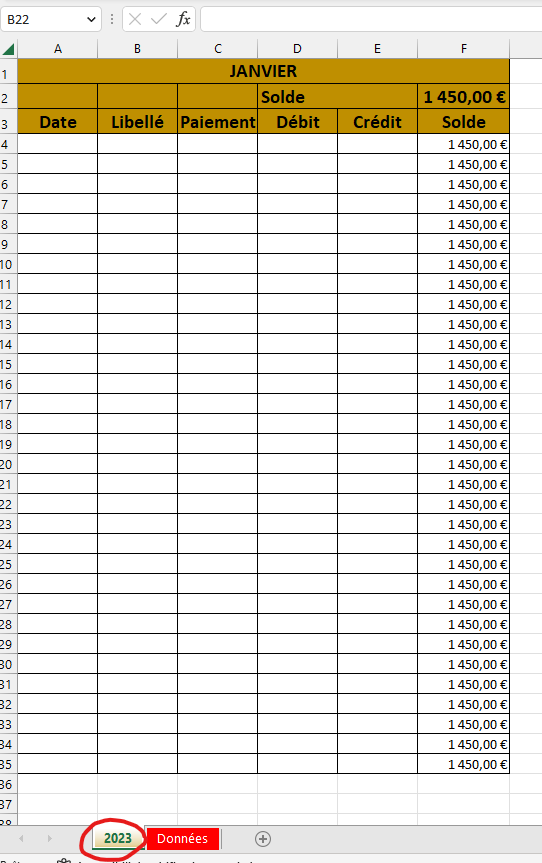 B22 fx
A B C D E F
1 JANVIER
2 Solde 1 450,00 €
3 Date Libellé Paiement Débit Crédit Solde
4 1 450,00 €
5 1 450,00 €
6 1 450,00 €
7 1 450,00 €
8 1 450,00 €
9 1 450,00 €
10 1 450,00 €
11 1 450,00 €
12 1 450,00 €
13 1 450,00 €
14 1 450,00 €
15 1 450,00 €
16 1 450,00 €
17 1 450,00 €
18 1 450,00 €
19 1 450,00 €
20 1 450,00 €
21 1 450,00 €
22 1 450,00 €
23 1 450,00 €
24 1 450,00 €
25 1 450,00 €
26 1 450,00 €
27 1 450,00 €
28 1 450,00 €
29 1 450,00 €
30 1 450,00 €
31 1 450,00 €
32 1 450,00 €
33 1 450,00 €
34 1 450,00 €
35 1 450,00 €
36
37
38
2023 Données